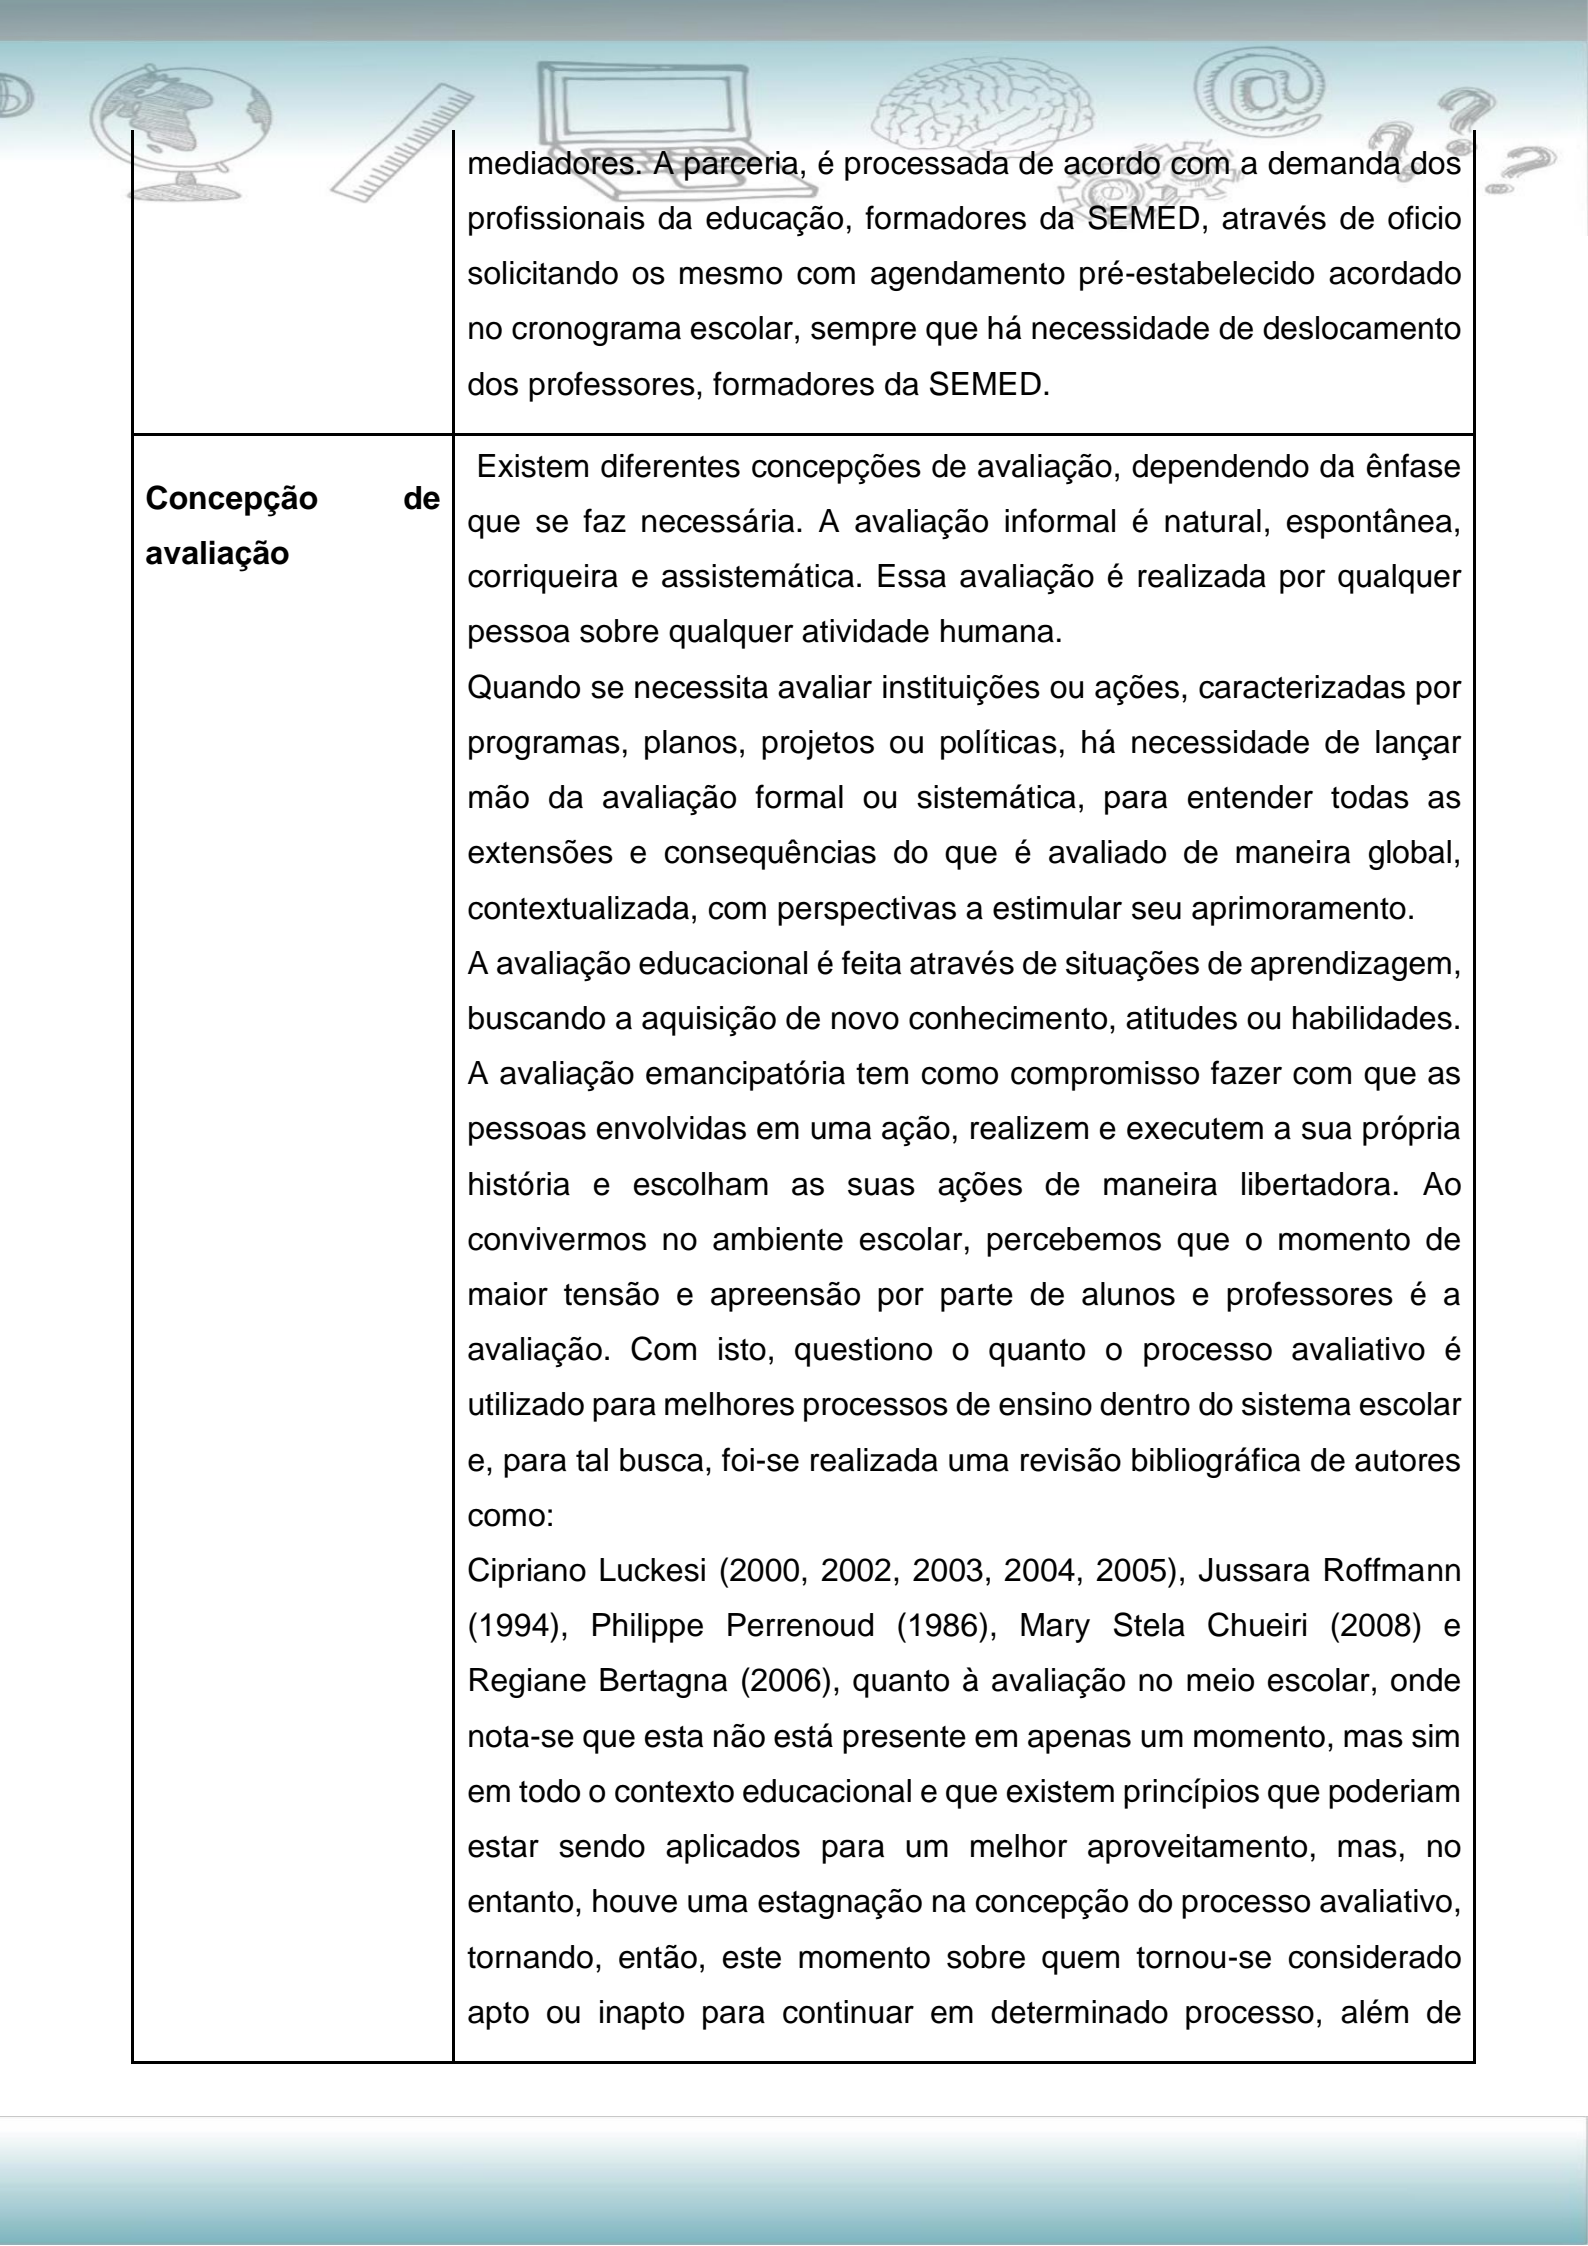 mediadores. A parceria, é processada de acordo com a demanda dos
profissionais da educação, formadores da SEMED, através de oficio
solicitando os mesmo com agendamento pré-estabelecido acordado
no cronograma escolar, sempre que há necessidade de deslocamento
dos professores, formadores da SEMED.
Concepção de
avaliação
Existem diferentes concepções de avaliação, dependendo da ênfase
que se faz necessária. A avaliação informal é natural, espontânea,
corriqueira e assistemática. Essa avaliação é realizada por qualquer
pessoa sobre qualquer atividade humana.
Quando se necessita avaliar instituições ou ações, caracterizadas por
programas, planos, projetos ou políticas, há necessidade de lançar
mão da avaliação formal ou sistemática, para entender todas as
extensões e consequências do que é avaliado de maneira global,
contextualizada, com perspectivas a estimular seu aprimoramento.
A avaliação educacional é feita através de situações de aprendizagem,
buscando a aquisição de novo conhecimento, atitudes ou habilidades.
A avaliação emancipatória tem como compromisso fazer com que as
pessoas envolvidas em uma ação, realizem e executem a sua própria
história e escolham as suas ações de maneira libertadora. Ao
convivermos no ambiente escolar, percebemos que o momento de
maior tensão e apreensão por parte de alunos e professores é a
avaliação. Com isto, questiono o quanto o processo avaliativo é
utilizado para melhores processos de ensino dentro do sistema escolar
e, para tal busca, foi-se realizada uma revisão bibliográfica de autores
como:
Cipriano Luckesi (2000, 2002, 2003, 2004, 2005), Jussara Roffmann
(1994), Philippe Perrenoud (1986), Mary Stela Chueiri (2008) e
Regiane Bertagna (2006), quanto à avaliação no meio escolar, onde
nota-se que esta não está presente em apenas um momento, mas sim
em todo o contexto educacional e que existem princípios que poderiam
estar sendo aplicados para um melhor aproveitamento, mas, no
entanto, houve uma estagnação na concepção do processo avaliativo,
tornando, então, este momento sobre quem tornou-se considerado
apto ou inapto para continuar em determinado processo, além de